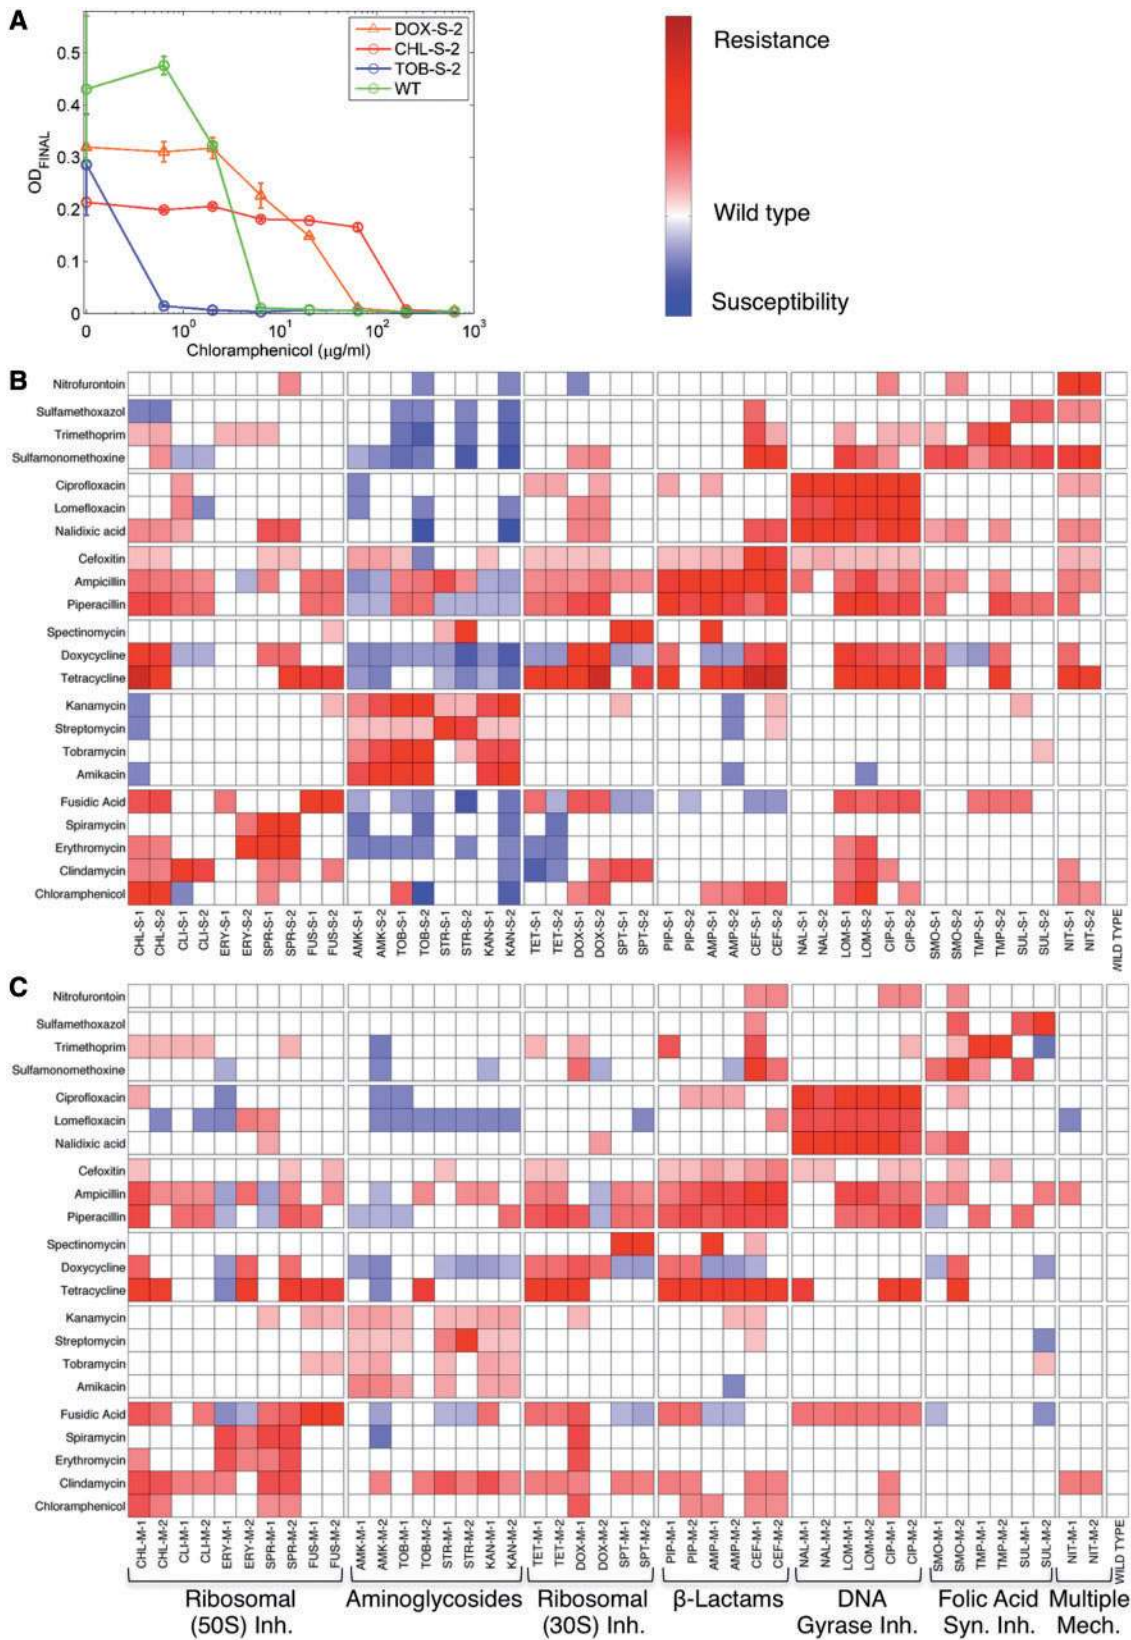 A
0.5
0.4
0.3
0.2
0.1
0
OD FINAL
DOX-S-2
CHL-S-2
TOB-S-2
WT
0 10^0 10^1 10^2 10^3
Chloramphenicol (µg/ml)
Resistance
Wild type
Susceptibility
B
Nitrofurontoin
Sulfamethoxazol
Trimethoprim
Sulfamonomethoxine
Ciprofloxacin
Lomefloxacin
Nalidixic acid
Cefoxitin
Ampicillin
Piperacillin
Spectinomycin
Doxycycline
Tetracycline
Kanamycin
Streptomycin
Tobramycin
Amikacin
Fusidic Acid
Spiramycin
Erythromycin
Clindamycin
Chloramphenicol
CHL-S-1 CHL-S-2 CLI-S-1 CLI-S-2 ERY-S-1 ERY-S-2 SPR-S-1 SPR-S-2 FUS-S-1 FUS-S-2 AMK-S-1 AMK-S-2 TOB-S-1 TOB-S-2 STR-S-1 STR-S-2 KAN-S-1 KAN-S-2 TET-S-1 TET-S-2 DOX-S-1 DOX-S-2 SPT-S-1 SPT-S-2 PIP-S-1 PIP-S-2 AMP-S-1 AMP-S-2 CEF-S-1 CEF-S-2 NAL-S-1 NAL-S-2 LOM-S-1 LOM-S-2 CIP-S-1 CIP-S-2 SMO-S-1 SMO-S-2 TMP-S-1 TMP-S-2 SUL-S-1 SUL-S-2 NIT-S-1 NIT-S-2 WILD TYPE
C
Nitrofurontoin
Sulfamethoxazol
Trimethoprim
Sulfamonomethoxine
Ciprofloxacin
Lomefloxacin
Nalidixic acid
Cefoxitin
Ampicillin
Piperacillin
Spectinomycin
Doxycycline
Tetracycline
Kanamycin
Streptomycin
Tobramycin
Amikacin
Fusidic Acid
Spiramycin
Erythromycin
Clindamycin
Chloramphenicol
CHL-M-1 CHL-M-2 CLI-M-1 CLI-M-2 ERY-M-1 ERY-M-2 SPR-M-1 SPR-M-2 FUS-M-1 FUS-M-2 AMK-M-1 AMK-M-2 TOB-M-1 TOB-M-2 STR-M-1 STR-M-2 KAN-M-1 KAN-M-2 TET-M-1 TET-M-2 DOX-M-1 DOX-M-2 SPT-M-1 SPT-M-2 PIP-M-1 PIP-M-2 AMP-M-1 AMP-M-2 CEF-M-1 CEF-M-2 NAL-M-1 NAL-M-2 LOM-M-1 LOM-M-2 CIP-M-1 CIP-M-2 SMO-M-1 SMO-M-2 TMP-M-1 TMP-M-2 SUL-M-1 SUL-M-2 NIT-M-1 NIT-M-2 WILD TYPE
Ribosomal Aminoglycosides Ribosomal β-Lactams DNA Folic Acid Multiple
(50S) Inh. (30S) Inh. Gyrase Inh. Syn. Inh. Mech.